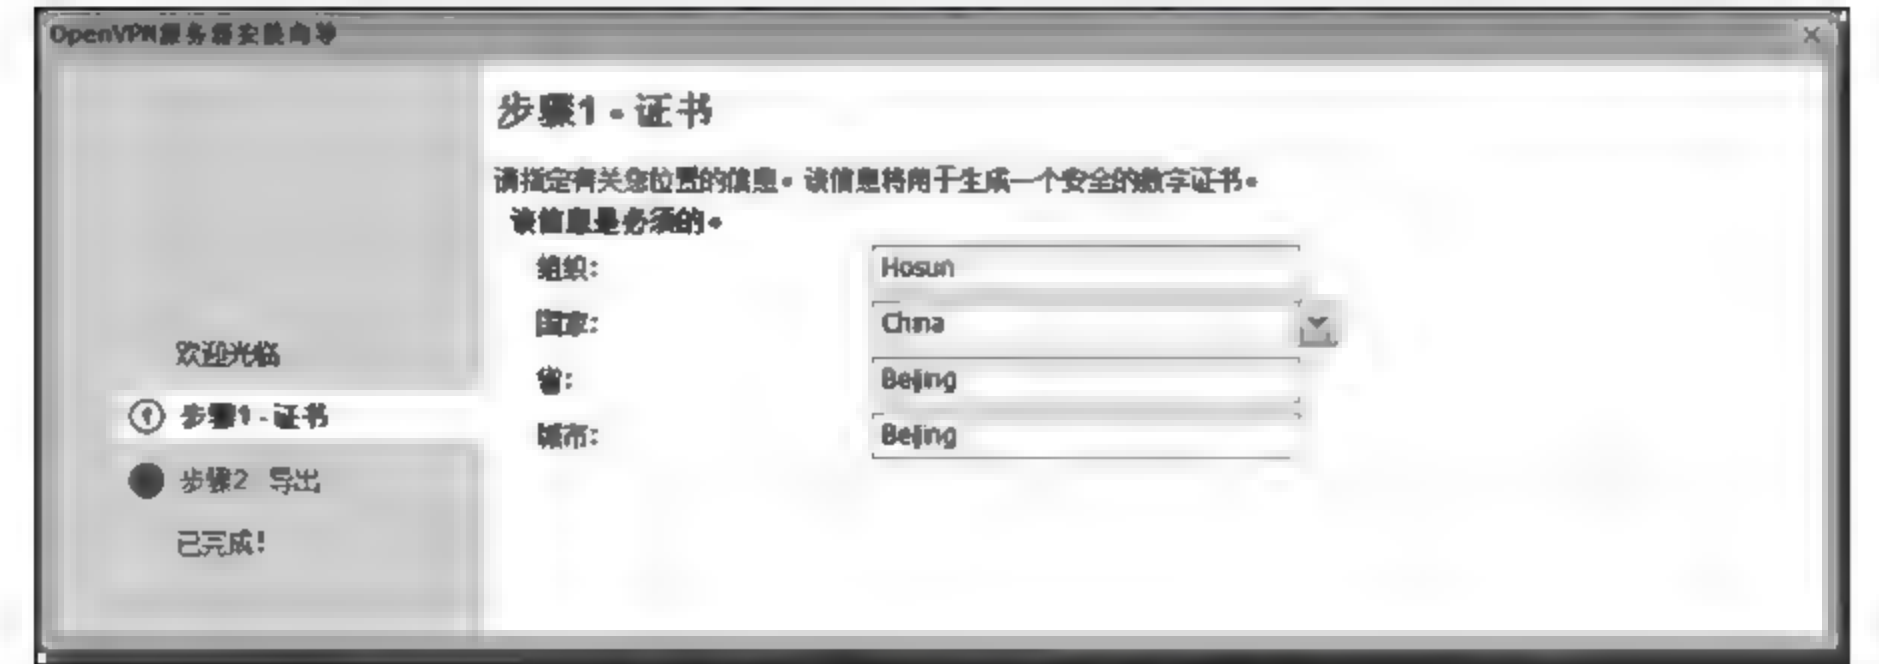 OpenVPN服务器安装向导
步骤1 - 证书
请指定有关您位置的信息。该信息将用于生成一个安全的数字证书。
该信息是必须的。
组织:
Hosun
国家:
China
省:
Beijing
城市:
Beijing
欢迎光临
1 步骤1 - 证书
步骤2 导出
已完成!